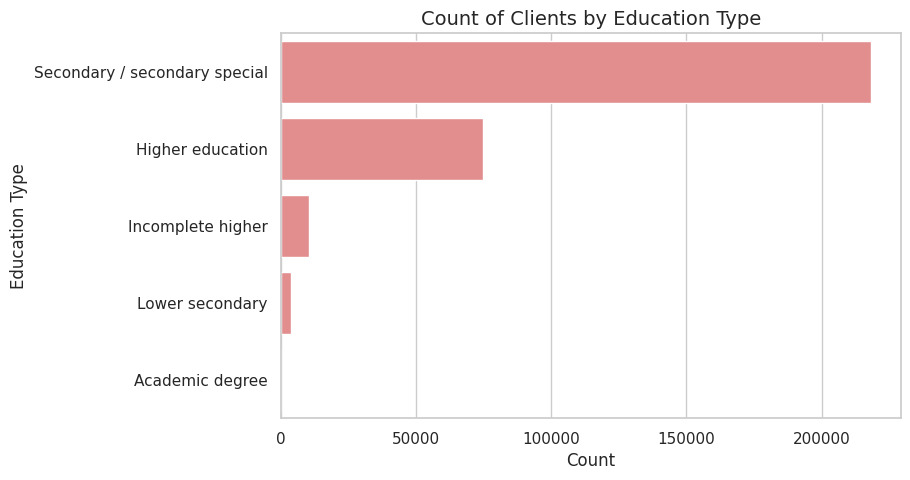 Count of Clients by Education Type
Education Type
Secondary / secondary special
Higher education
Incomplete higher
Lower secondary
Academic degree
0 50000 100000 150000 200000
Count